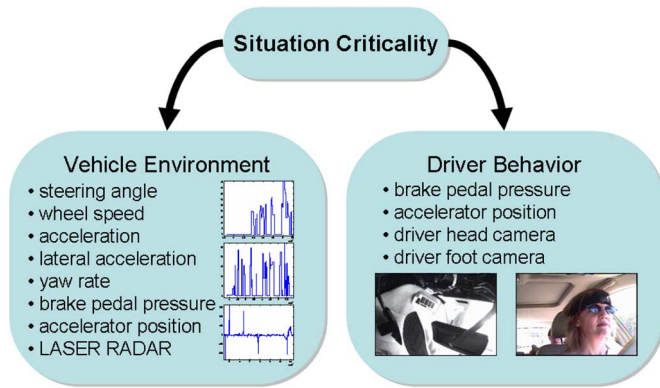 Situation Criticality
Vehicle Environment
• steering angle
• wheel speed
• acceleration
• lateral acceleration
• yaw rate
• brake pedal pressure
• accelerator position
• LASER RADAR
Driver Behavior
• brake pedal pressure
• accelerator position
• driver head camera
• driver foot camera